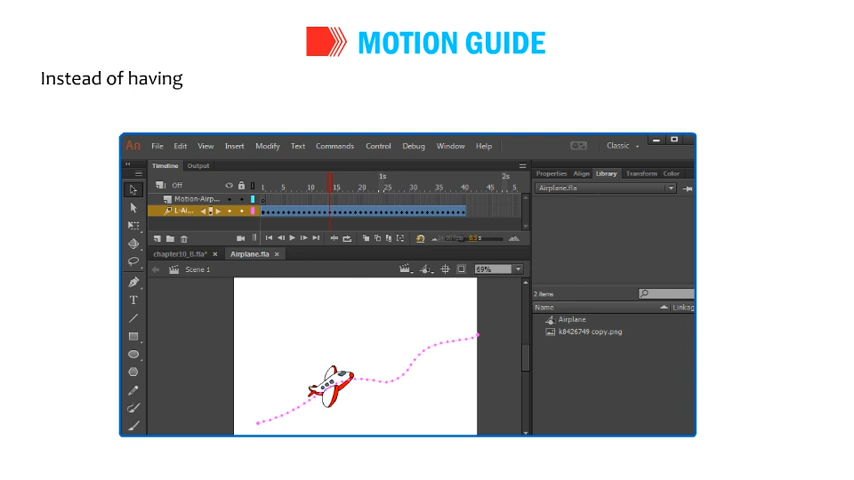 MOTION GUIDE
Instead of having
An File Edit View Insert Modify Text Commands Control Debug Window Help Classic
Timeline Output
Properties Align Library Transform Color
1s 2s
Off 1 5 10 15 20 25 30 35 40 45 5
Airplane.fla
Motion-Airp...
L-Ai...
chapter10_B.fla* × Airplane.fla ×
Scene 1 69%
2 items
Name Linkag
Airplane
k8426749 copy.png